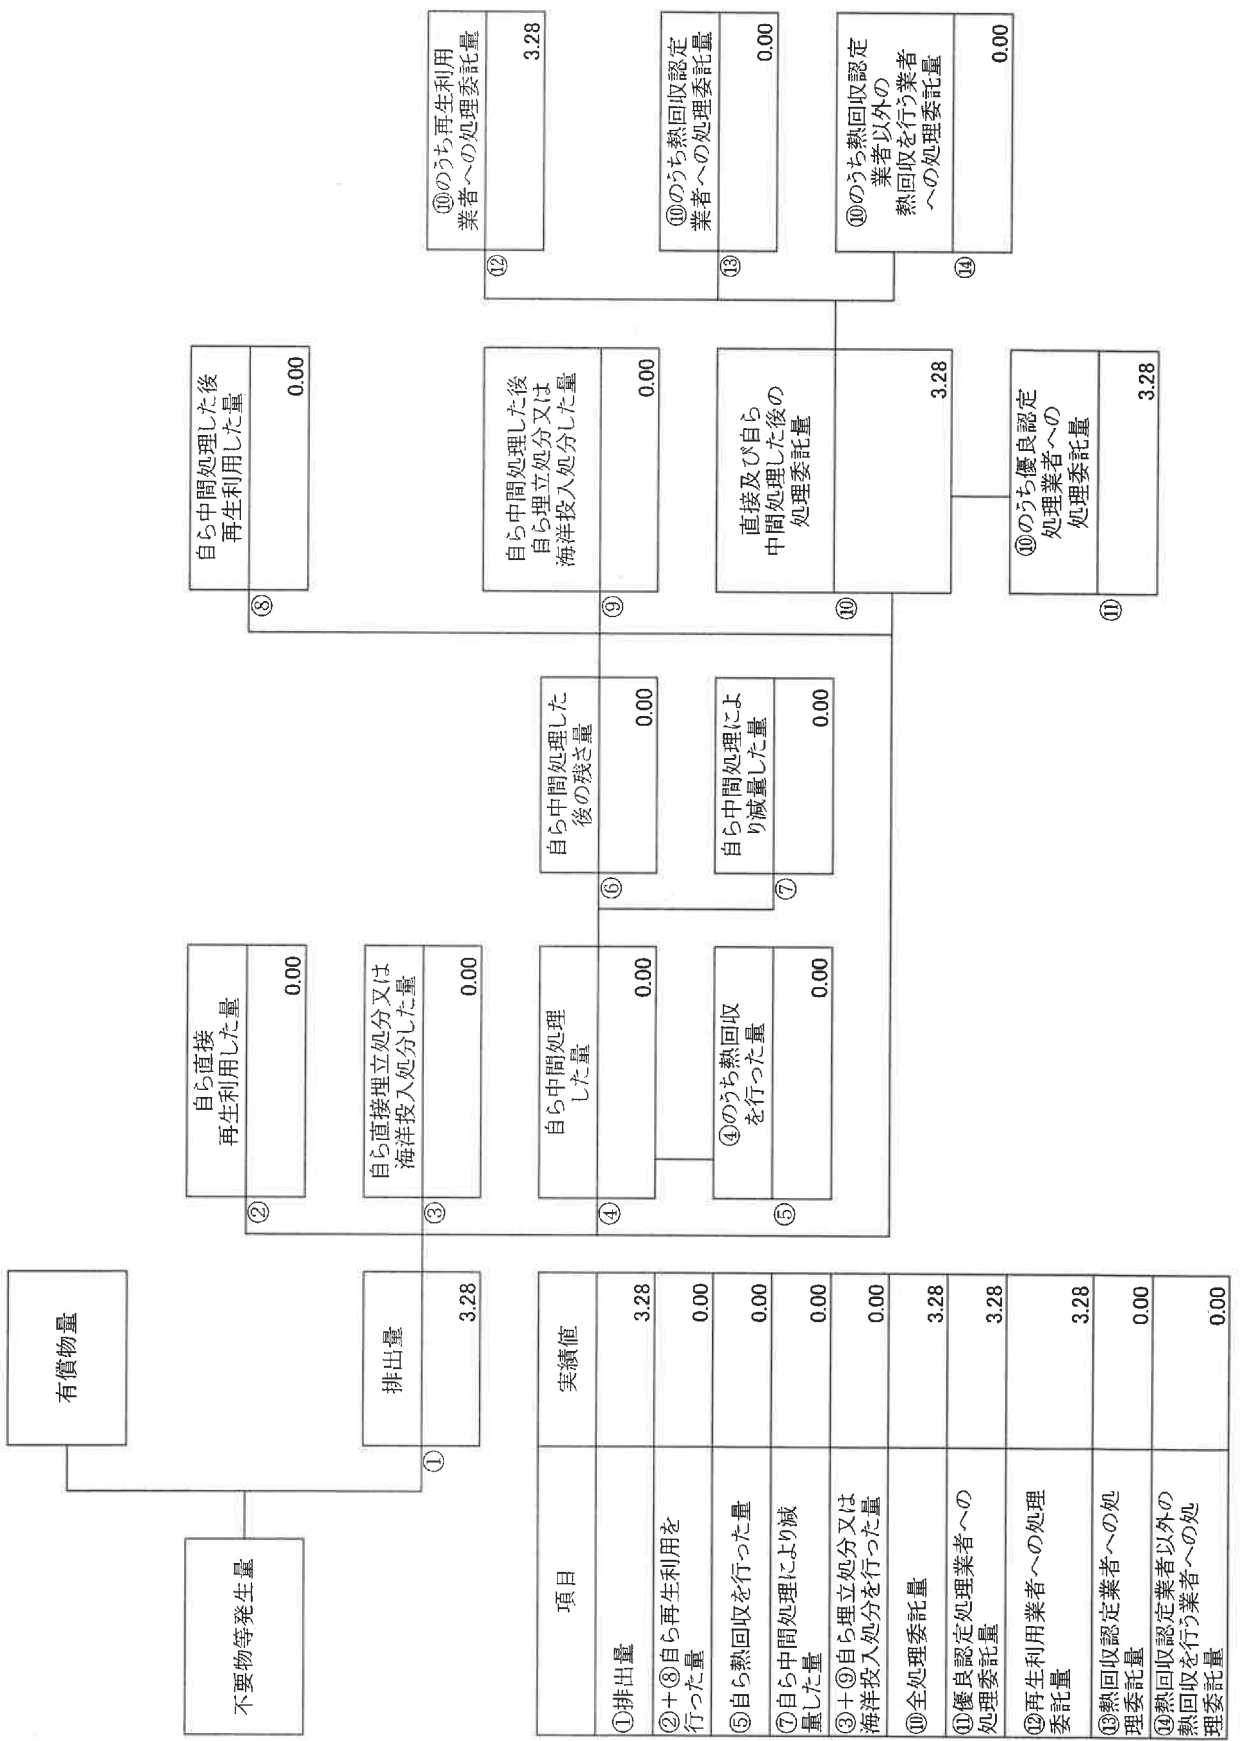 不要物等発生量
有償物量
排出量
①
3.28
自ら直接
再生利用した量
②
0.00
自ら直接埋立処分又は
海洋投入処分した量
③
0.00
自ら中間処理
した量
④
0.00
④のうち熱回収
を行った量
⑤
0.00
自ら中間処理した
後の残さ量
⑥
0.00
自ら中間処理によ
り減量した量
⑦
0.00
自ら中間処理した後
再生利用した量
⑧
0.00
自ら中間処理した後
自ら埋立処分又は
海洋投入処分した量
⑨
0.00
直接及び自ら
中間処理した後の
処理委託量
⑩
3.28
⑩のうち優良認定
処理業者への
処理委託量
⑪
3.28
⑩のうち再生利用
業者への処理委託量
⑫
3.28
⑩のうち熱回収認定
業者への処理委託量
⑬
0.00
⑩のうち熱回収認定
業者以外の
熱回収を行う業者
への処理委託量
⑭
0.00
項目 実績値
①排出量 3.28
②+⑧自ら再生利用を
行った量 0.00
⑤自ら熱回収を行った量 0.00
⑦自ら中間処理により減
量した量 0.00
③+⑨自ら埋立処分又は
海洋投入処分を行った量 0.00
⑩全処理委託量 3.28
⑪優良認定処理業者への
処理委託量 3.28
⑫再生利用業者への処理
委託量 3.28
⑬熱回収認定業者への処
理委託量 0.00
⑭熱回収認定業者以外の
熱回収を行う業者への処
理委託量 0.00